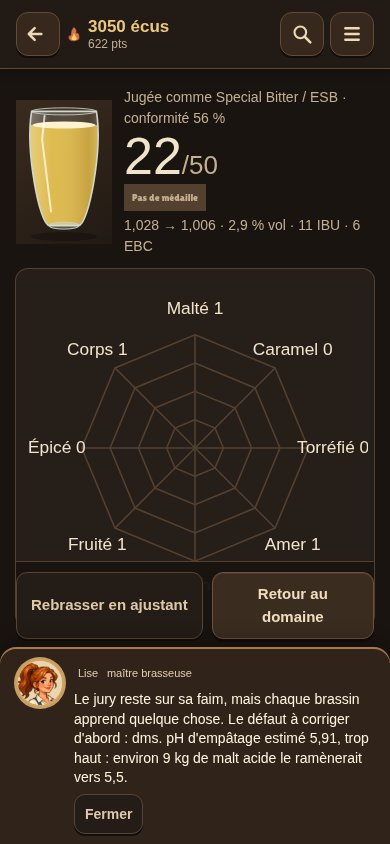 3050 écus
622 pts
Jugée comme Special Bitter / ESB ·
conformité 56 %
22/50
Pas de médaille
1,028 → 1,006 · 2,9 % vol · 11 IBU · 6
EBC
Malté 1
Corps 1
Caramel 0
Épicé 0
Torréfié 0
Fruité 1
Amer 1
Rebrasser en ajustant
Retour au
domaine
Lise maître brasseuse
Le jury reste sur sa faim, mais chaque brassin
apprend quelque chose. Le défaut à corriger
d'abord : dms. pH d'empâtage estimé 5,91, trop
haut : environ 9 kg de malt acide le ramènerait
vers 5,5.
Fermer